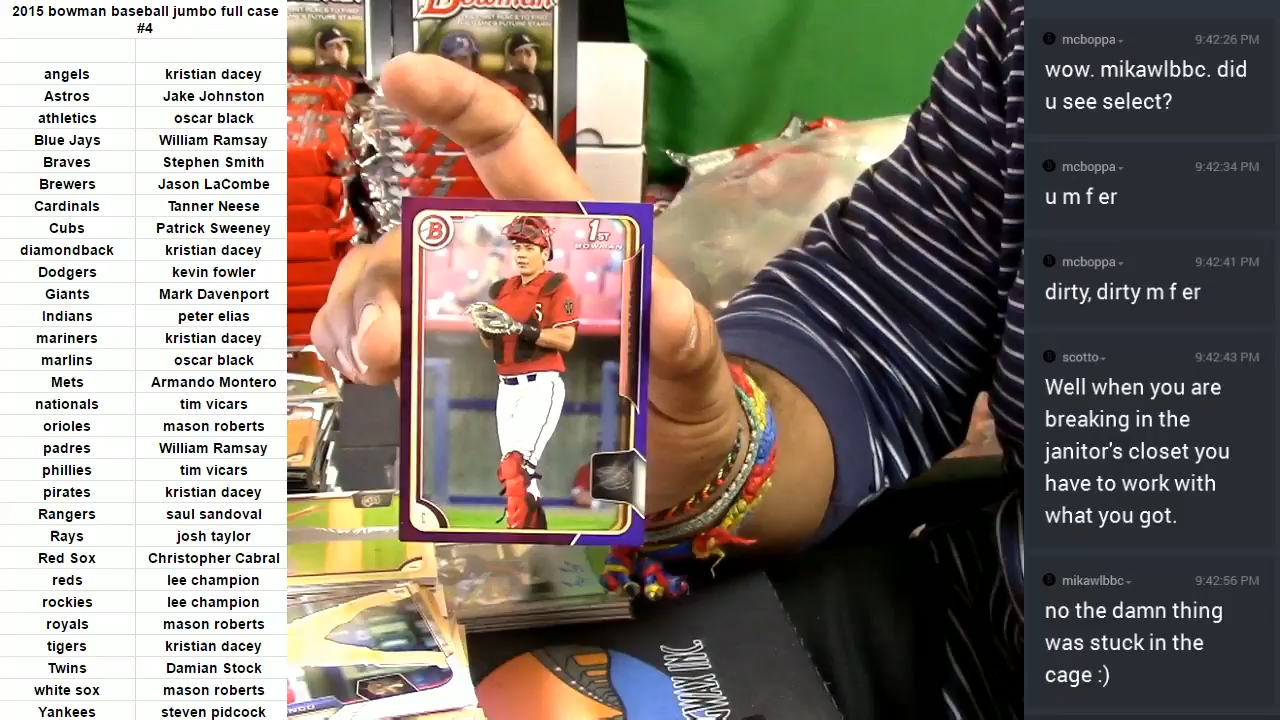 2015 bowman baseball jumbo full case
#4
angels kristian dacey
Astros Jake Johnston
athletics oscar black
Blue Jays William Ramsay
Braves Stephen Smith
Brewers Jason LaCombe
Cardinals Tanner Neese
Cubs Patrick Sweeney
diamondback kristian dacey
Dodgers kevin fowler
Giants Mark Davenport
Indians peter elias
mariners kristian dacey
marlins oscar black
Mets Armando Montero
nationals tim vicars
orioles mason roberts
padres William Ramsay
phillies tim vicars
pirates kristian dacey
Rangers saul sandoval
Rays josh taylor
Red Sox Christopher Cabral
reds lee champion
rockies lee champion
royals mason roberts
tigers kristian dacey
Twins Damian Stock
white sox mason roberts
Yankees steven pidcock
Bowman
B
1ST
BOWMAN
MAX INC
mcboppa 9:42:26 PM
wow. mikawlbbc. did
u see select?
mcboppa 9:42:34 PM
u m f er
mcboppa 9:42:41 PM
dirty, dirty m f er
scotto 9:42:43 PM
Well when you are
breaking in the
janitor's closet you
have to work with
what you got.
mikawlbbc 9:42:56 PM
no the damn thing
was stuck in the
cage :)